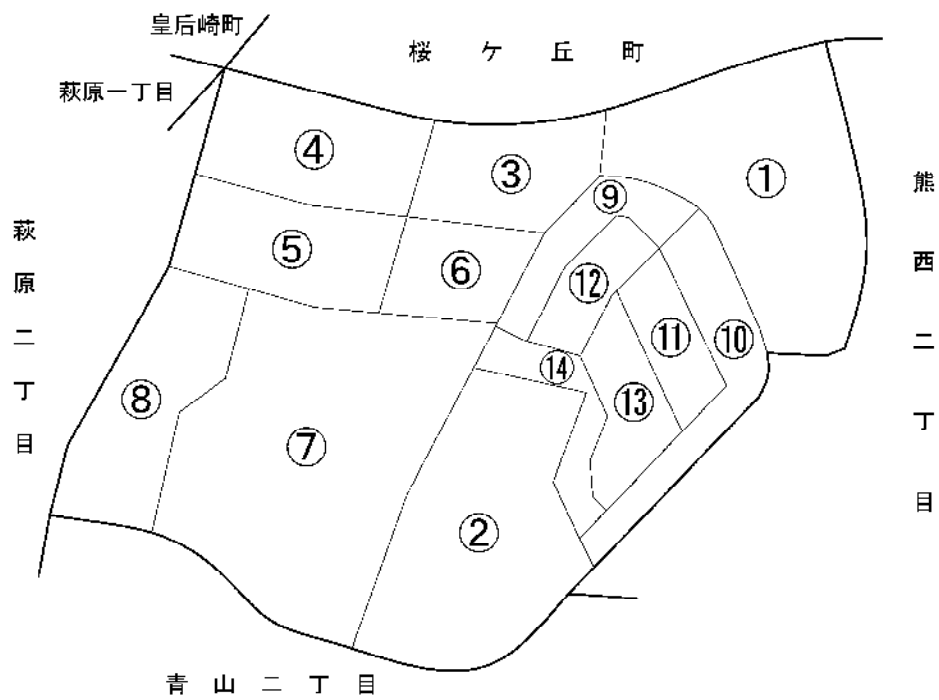 皇后崎町
桜ケ丘町
萩原一丁目
④
③
①
⑨
熊西二丁目
萩原二丁目
⑤
⑥
⑫
⑪
⑩
⑭
⑧
⑬
⑦
②
青山二丁目